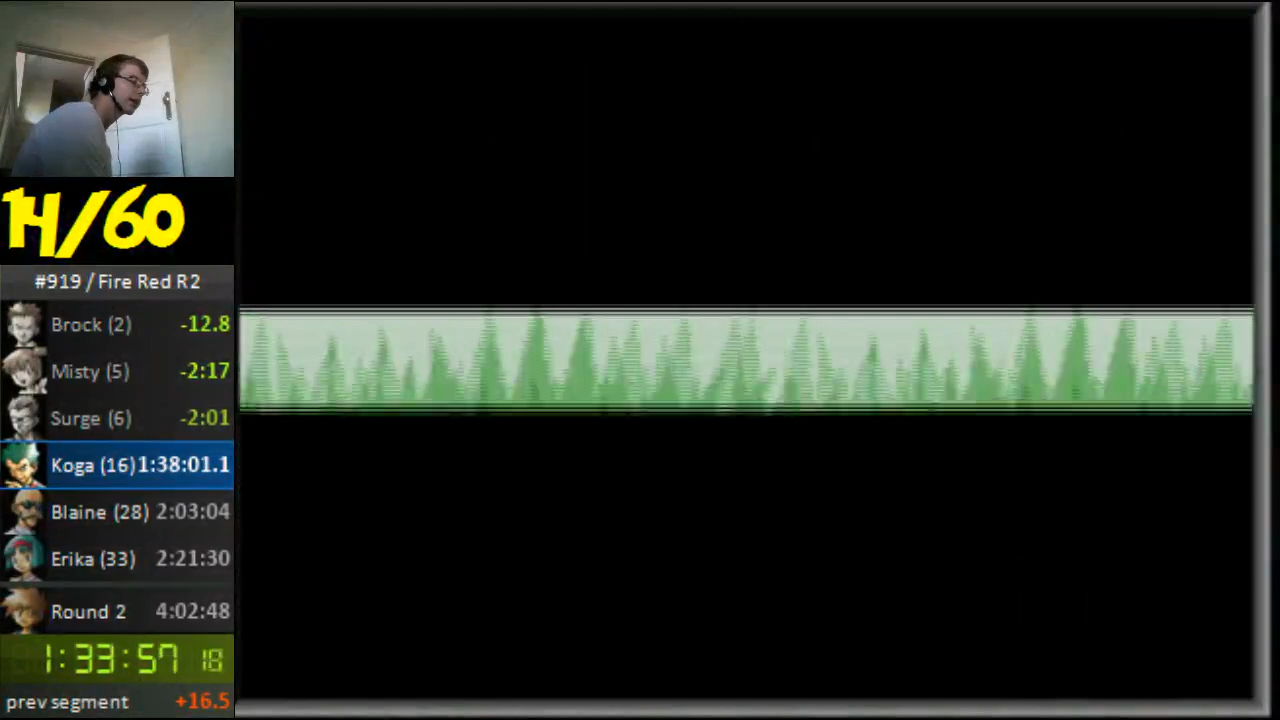 14/60
#919 / Fire Red R2
Brock (2) -12.8
Misty (5) -2:17
Surge (6) -2:01
Koga (16) 1:38:01.1
Blaine (28) 2:03:04
Erika (33) 2:21:30
Round 2 4:02:48
1:33:57 18
prev segment +16.5